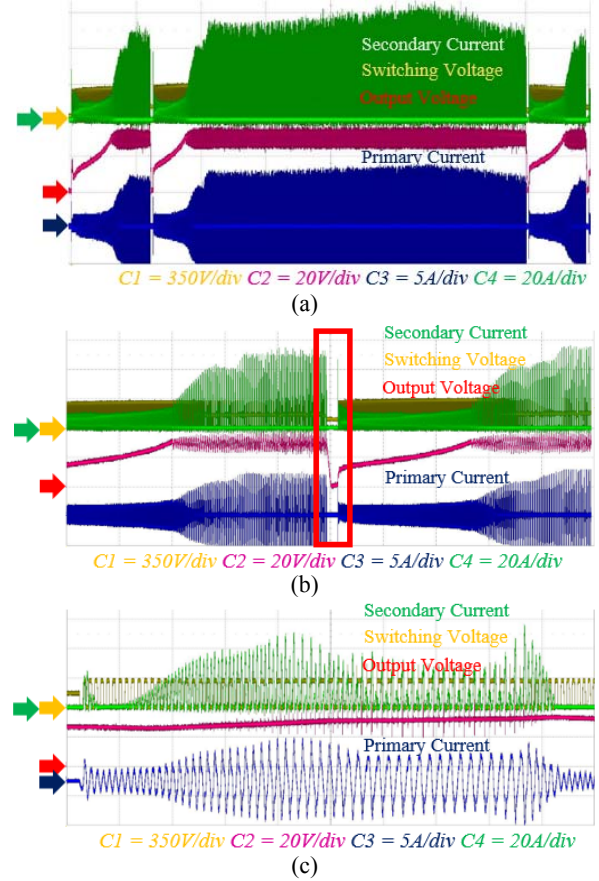 Secondary Current
Switching Voltage
Output Voltage
Primary Current
C1 = 350V/div C2 = 20V/div C3 = 5A/div C4 = 20A/div
(a)
Secondary Current
Switching Voltage
Output Voltage
Primary Current
C1 = 350V/div C2 = 20V/div C3 = 5A/div C4 = 20A/div
(b)
Secondary Current
Switching Voltage
Output Voltage
Primary Current
C1 = 350V/div C2 = 20V/div C3 = 5A/div C4 = 20A/div
(c)